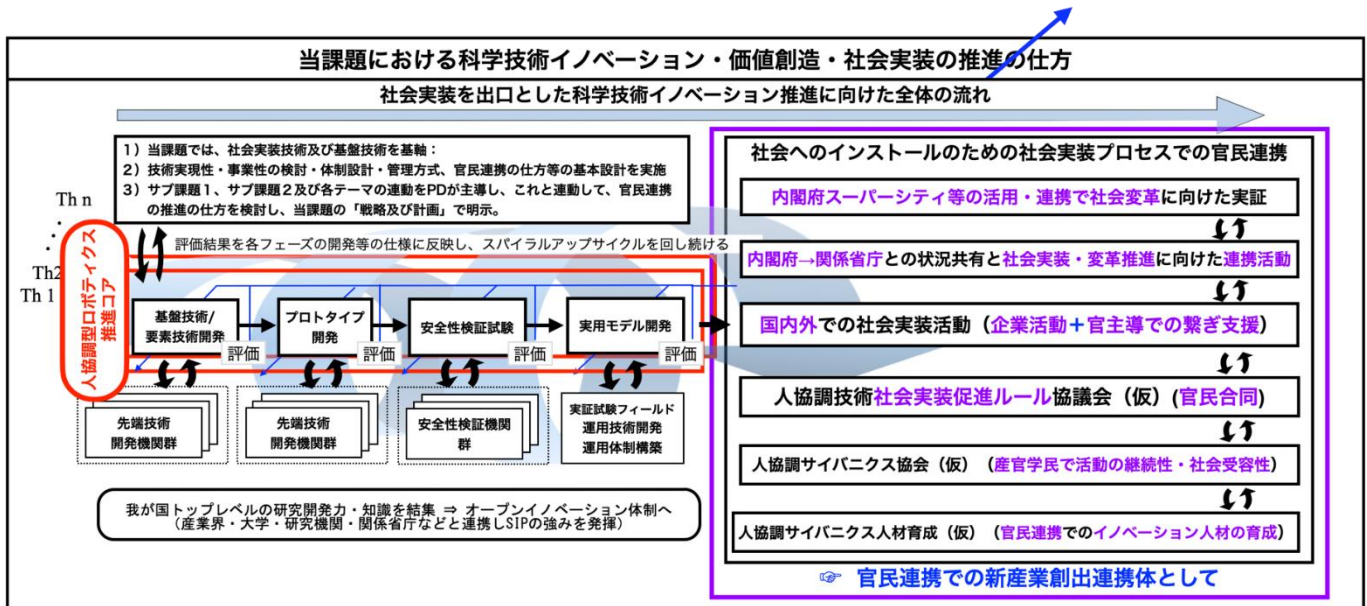 当課題における科学技術イノベーション・価値創造・社会実装の推進の仕方
社会実装を出口とした科学技術イノベーション推進に向けた全体の流れ
1）当課題では、社会実装技術及び基盤技術を基軸：
2）技術実現性・事業性の検討・体制設計・管理方式、官民連携の仕方等の基本設計を実施
3）サブ課題１、サブ課題２及び各テーマの連動をPDが主導し、これと連動して、官民連携
の推進の仕方を検討し、当課題の「戦略及び計画」で明示。
Th n
Th2
Th 1
人協調型ロボティクス
推進コア
評価結果を各フェーズの開発等の仕様に反映し、スパイラルアップサイクルを回し続ける
基盤技術/
要素技術開発
評価
プロトタイプ
開発
評価
安全性検証試験
評価
実用モデル開発
評価
先端技術
開発機関群
先端技術
開発機関群
安全性検証機関
群
実証試験フィールド
運用技術開発
運用体制構築
我が国トップレベルの研究開発力・知識を結集 ⇒ オープンイノベーション体制へ
（産業界・大学・研究機関・関係省庁などと連携しSIPの強みを発揮）
社会へのインストールのための社会実装プロセスでの官民連携
内閣府スーパーシティ等の活用・連携で社会変革に向けた実証
内閣府→関係省庁との状況共有と社会実装・変革推進に向けた連携活動
国内外での社会実装活動（企業活動＋官主導での繋ぎ支援）
人協調技術社会実装促進ルール協議会（仮）(官民合同)
人協調サイバニクス協会（仮）（産官学民で活動の継続性・社会受容性）
人協調サイバニクス人材育成（仮）（官民連携でのイノベーション人材の育成）
☞ 官民連携での新産業創出連携体として